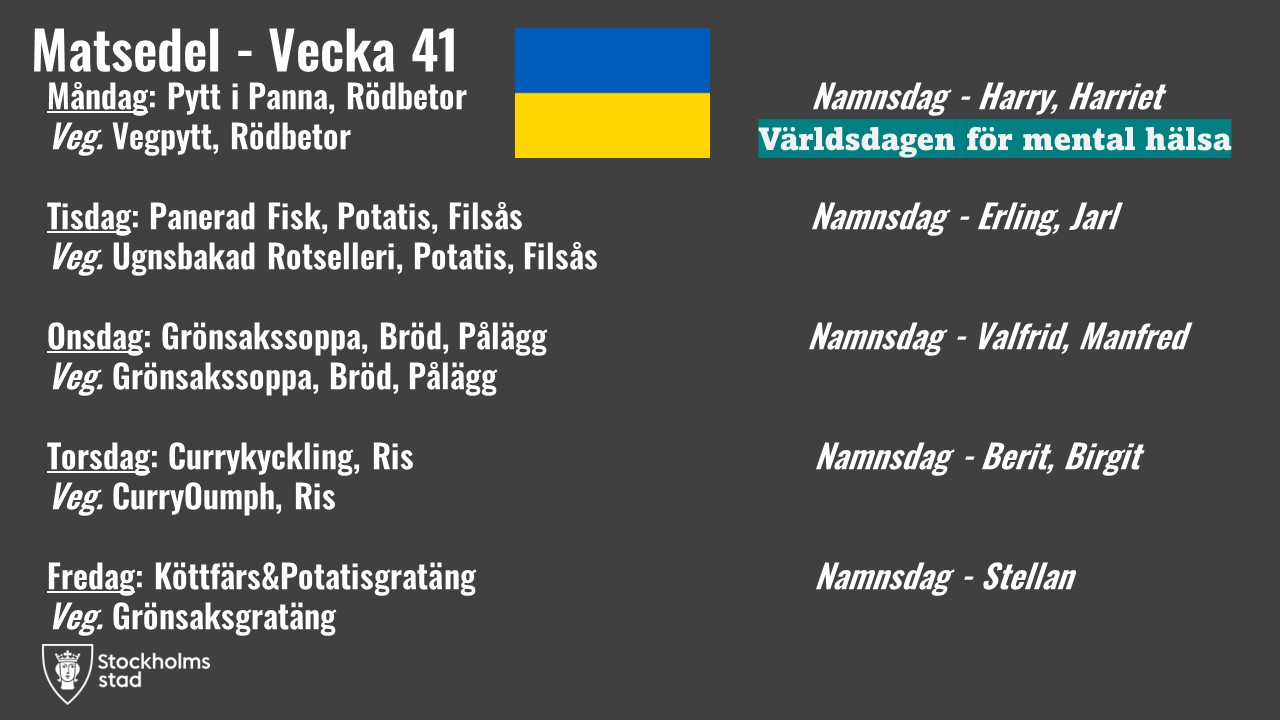 Matsedel - Vecka 41
Måndag: Pytt i Panna, Rödbetor
Namnsdag - Harry, Harriet
Veg. Vegpytt, Rödbetor
Världsdagen för mental hälsa
Tisdag: Panerad Fisk, Potatis, Filsås
Namnsdag - Erling, Jarl
Veg. Ugnsbakad Rotselleri, Potatis, Filsås
Onsdag: Grönsakssoppa, Bröd, Pålägg
Namnsdag - Valfrid, Manfred
Veg. Grönsakssoppa, Bröd, Pålägg
Torsdag: Currykyckling, Ris
Namnsdag - Berit, Birgit
Veg. CurryOumph, Ris
Fredag: Köttfärs&Potatisgratäng
Namnsdag - Stellan
Veg. Grönsaksgratäng
Stockholms
stad